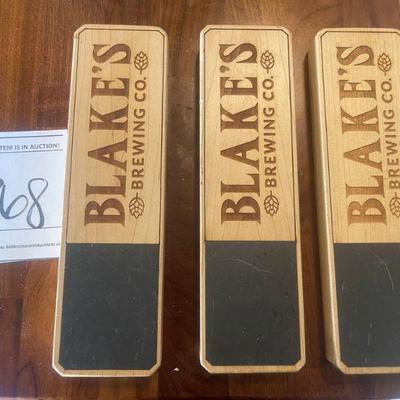 TEM IS IN AUCTION!
68
BLAKE'S
BREWING CO.
BLAKE'S
BREWING CO.
BLAKE'S
BREWING CO.